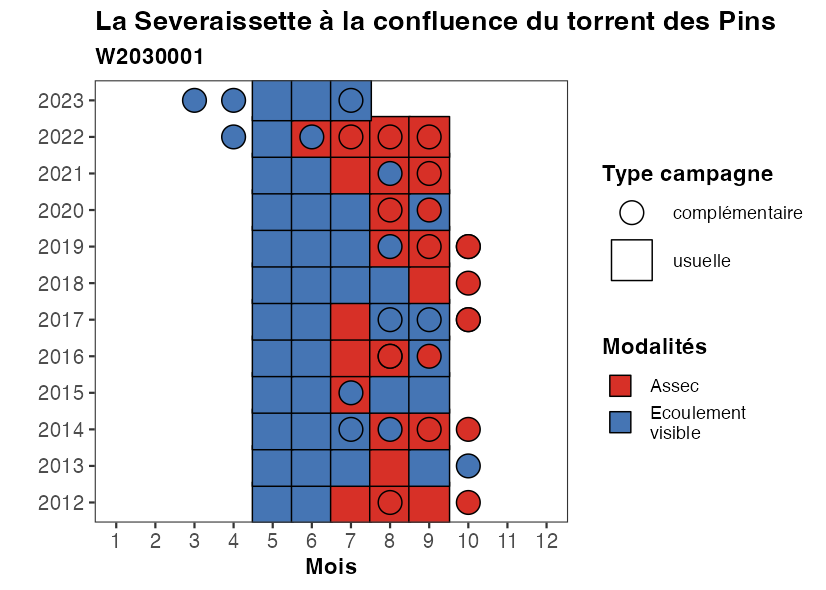 La Severaissette à la confluence du torrent des Pins
W2030001
2023
2022
2021
2020
2019
2018
2017
2016
2015
2014
2013
2012
1 2 3 4 5 6 7 8 9 10 11 12
Mois
Type campagne
complémentaire
usuelle
Modalités
Assec
Ecoulement
visible